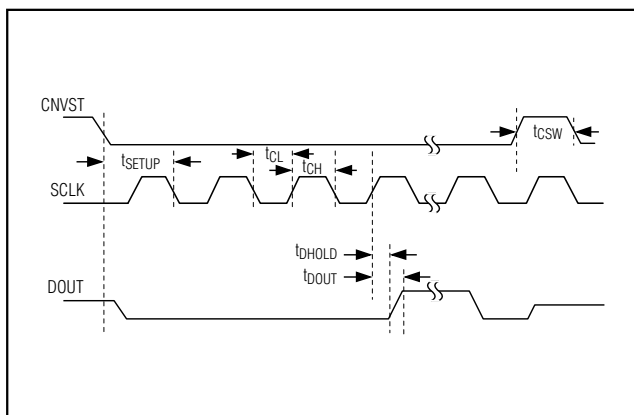 CNVST
tCSW
tSETUP
tCL
tCH
SCLK
tDHOLD
tDOUT
DOUT